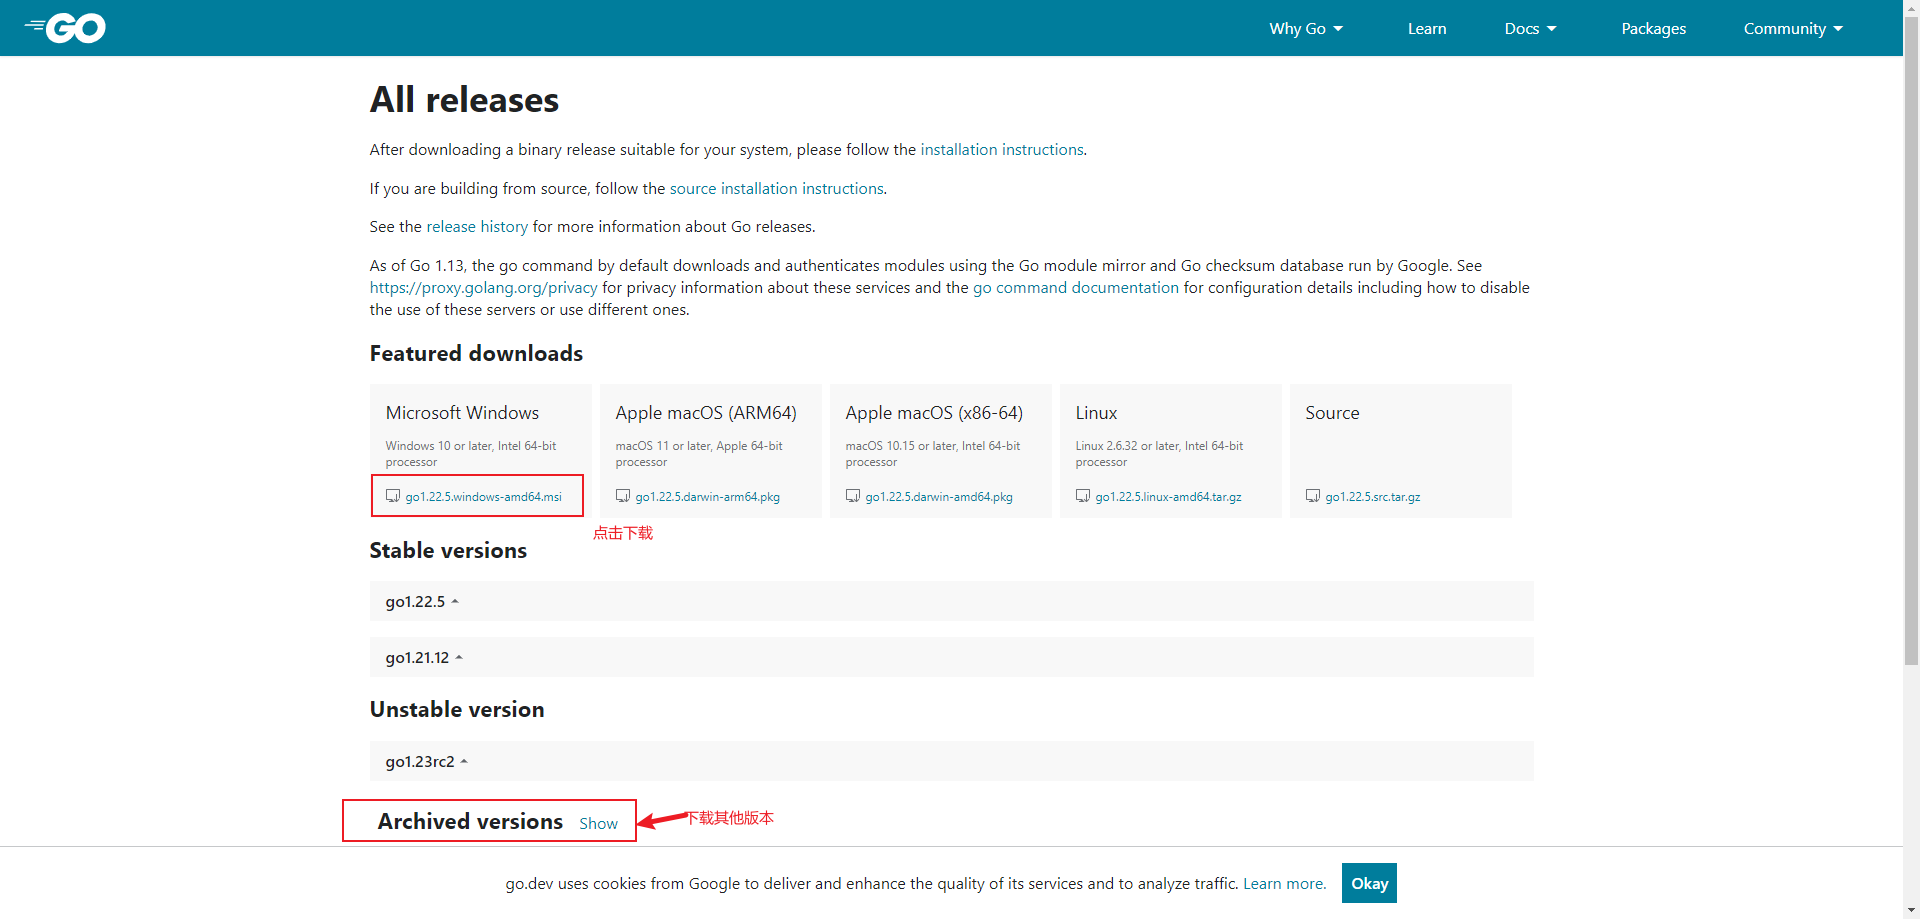 GO
Why Go
Learn
Docs
Packages
Community
All releases
After downloading a binary release suitable for your system, please follow the installation instructions.
If you are building from source, follow the source installation instructions.
See the release history for more information about Go releases.
As of Go 1.13, the go command by default downloads and authenticates modules using the Go module mirror and Go checksum database run by Google. See
https://proxy.golang.org/privacy for privacy information about these services and the go command documentation for configuration details including how to disable
the use of these servers or use different ones.
Featured downloads
Microsoft Windows
Windows 10 or later, Intel 64-bit
processor
go1.22.5.windows-amd64.msi
Apple macOS (ARM64)
macOS 11 or later, Apple 64-bit
processor
go1.22.5.darwin-arm64.pkg
Apple macOS (x86-64)
macOS 10.15 or later, Intel 64-bit
processor
go1.22.5.darwin-amd64.pkg
Linux
Linux 2.6.32 or later, Intel 64-bit
processor
go1.22.5.linux-amd64.tar.gz
Source
go1.22.5.src.tar.gz
点击下载
Stable versions
go1.22.5
go1.21.12
Unstable version
go1.23rc2
Archived versions Show
下载其他版本
go.dev uses cookies from Google to deliver and enhance the quality of its services and to analyze traffic. Learn more.
Okay